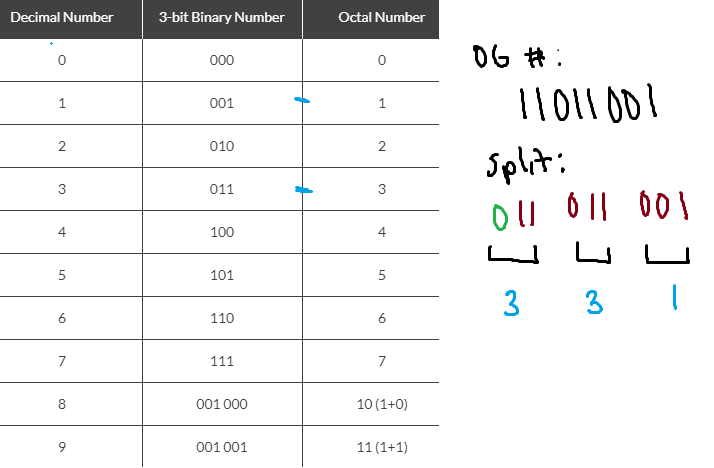 Decimal Number 3-bit Binary Number Octal Number
0 000 0
1 001 1
2 010 2
3 011 3
4 100 4
5 101 5
6 110 6
7 111 7
8 001 000 10 (1+0)
9 001 001 11 (1+1)
OG #:
11011001
Split:
011 011 001
3 3 1